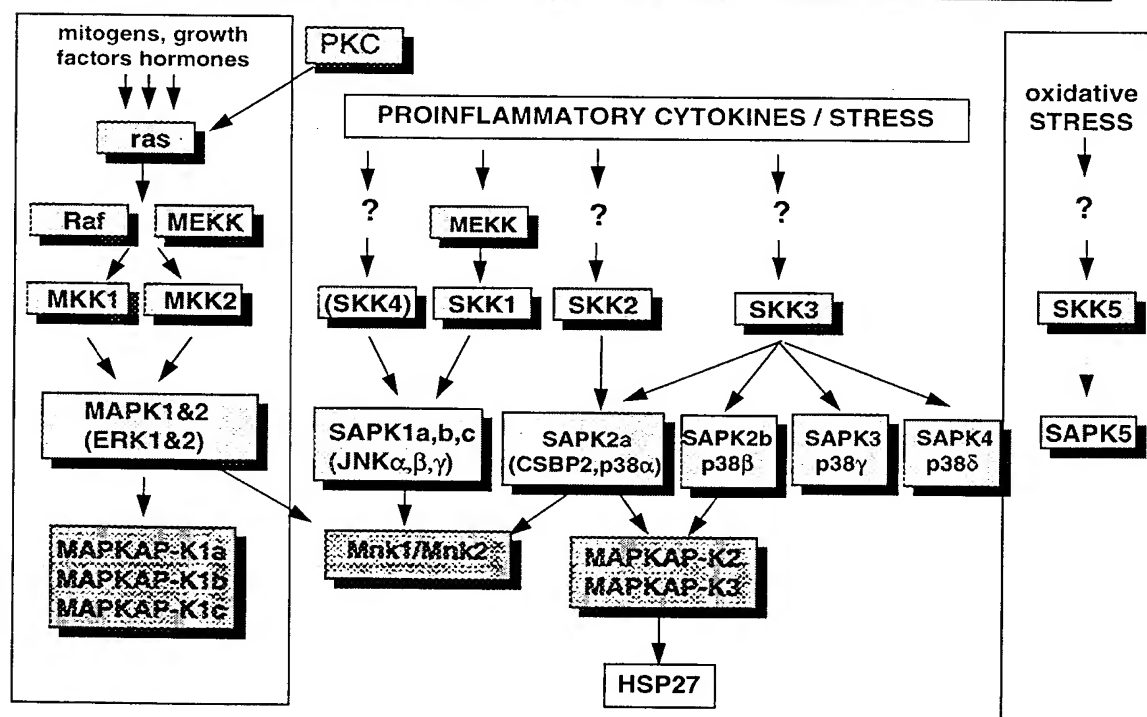 mitogens, growth
factors hormones
PKC
PROINFLAMMATORY CYTOKINES / STRESS
oxidative
STRESS
ras
?
?
?
?
Raf
MEKK
MEKK
MKK1
MKK2
(SKK4)
SKK1
SKK2
SKK3
SKK5
MAPK1&2
(ERK1&2)
SAPK1a,b,c
(JNKα,β,γ)
SAPK2a
(CSBP2,p38α)
SAPK2b
p38β
SAPK3
p38γ
SAPK4
p38δ
SAPK5
MAPKAP-K1a
MAPKAP-K1b
MAPKAP-K1c
Mnk1/Mnk2
MAPKAP-K2
MAPKAP-K3
HSP27